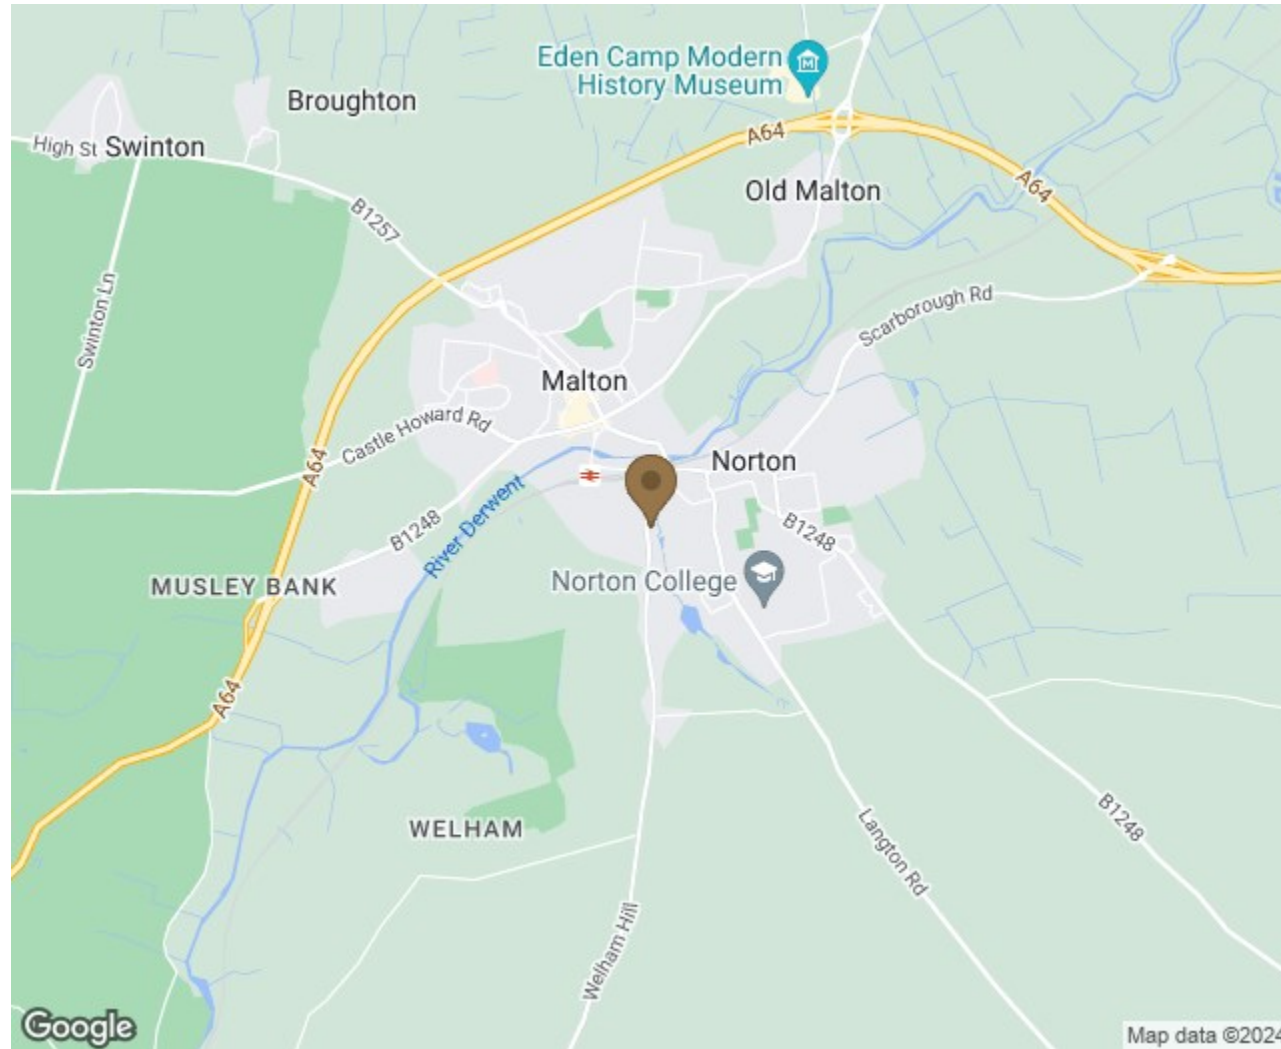 Eden Camp Modern
History Museum
Broughton
A64
High St
Swinton
Old Malton
A64
B1257
Swinton Ln
Scarborough Rd
Malton
Castle Howard Rd
A64
Norton
River Derwent
B1248
B1248
MUSLEY BANK
Norton College
A64
WELHAM
B1248
Langton Rd
Welham Hill
Google
Map data ©2024